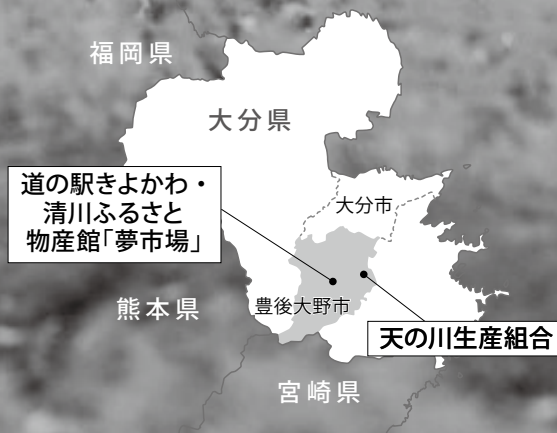 福岡県
大分県
道の駅きよかわ・
清川ふるさと
物産館「夢市場」
大分市
豊後大野市
熊本県
天の川生産組合
宮崎県